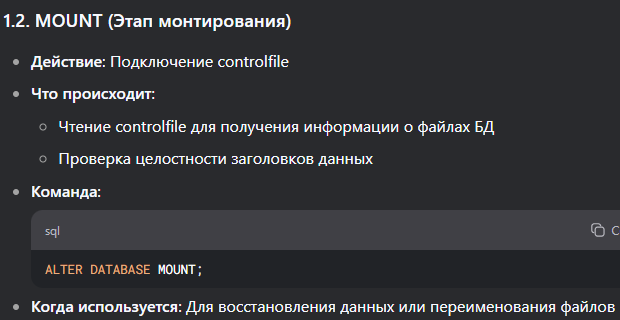 1.2. MOUNT (Этап монтирования)
Действие: Подключение controlfile
Что происходит:
Чтение controlfile для получения информации о файлах БД
Проверка целостности заголовков данных
Команда:
sql C
ALTER DATABASE MOUNT;
Когда используется: Для восстановления данных или переименования файлов